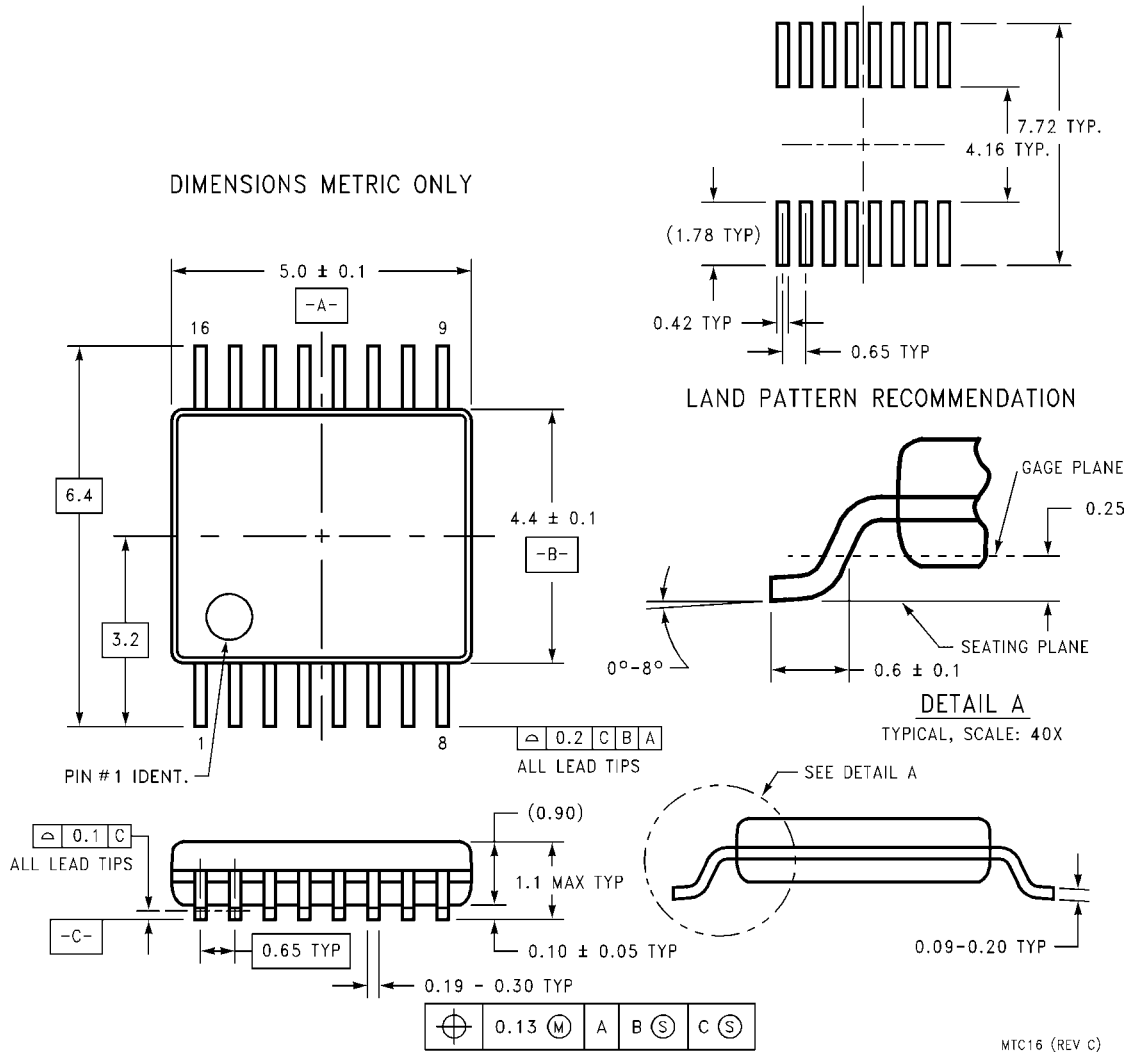 7.72 TYP.
4.16 TYP.
DIMENSIONS METRIC ONLY
(1.78 TYP)
5.0 ± 0.1
-A-
0.42 TYP
16
9
0.65 TYP
LAND PATTERN RECOMMENDATION
GAGE PLANE
6.4
0.25
4.4 ± 0.1
-B-
3.2
SEATING PLANE
0°-8°
0.6 ± 0.1
DETAIL A
TYPICAL, SCALE: 40X
1
8
⌓ 0.2 C B A
ALL LEAD TIPS
PIN #1 IDENT.
SEE DETAIL A
(0.90)
⌓ 0.1 C
ALL LEAD TIPS
1.1 MAX TYP
-C-
0.65 TYP
0.10 ± 0.05 TYP
0.09-0.20 TYP
0.19 - 0.30 TYP
⌖ 0.13 Ⓜ A B Ⓢ C Ⓢ
MTC16 (REV C)